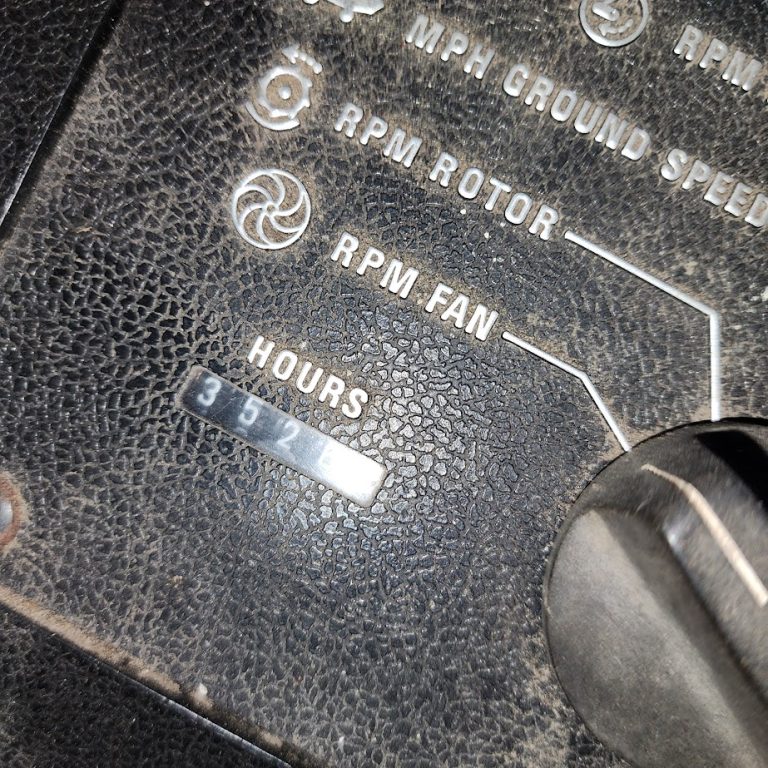 MPH GROUND SPEED
RPM
RPM ROTOR
RPM FAN
HOURS
3 5 2